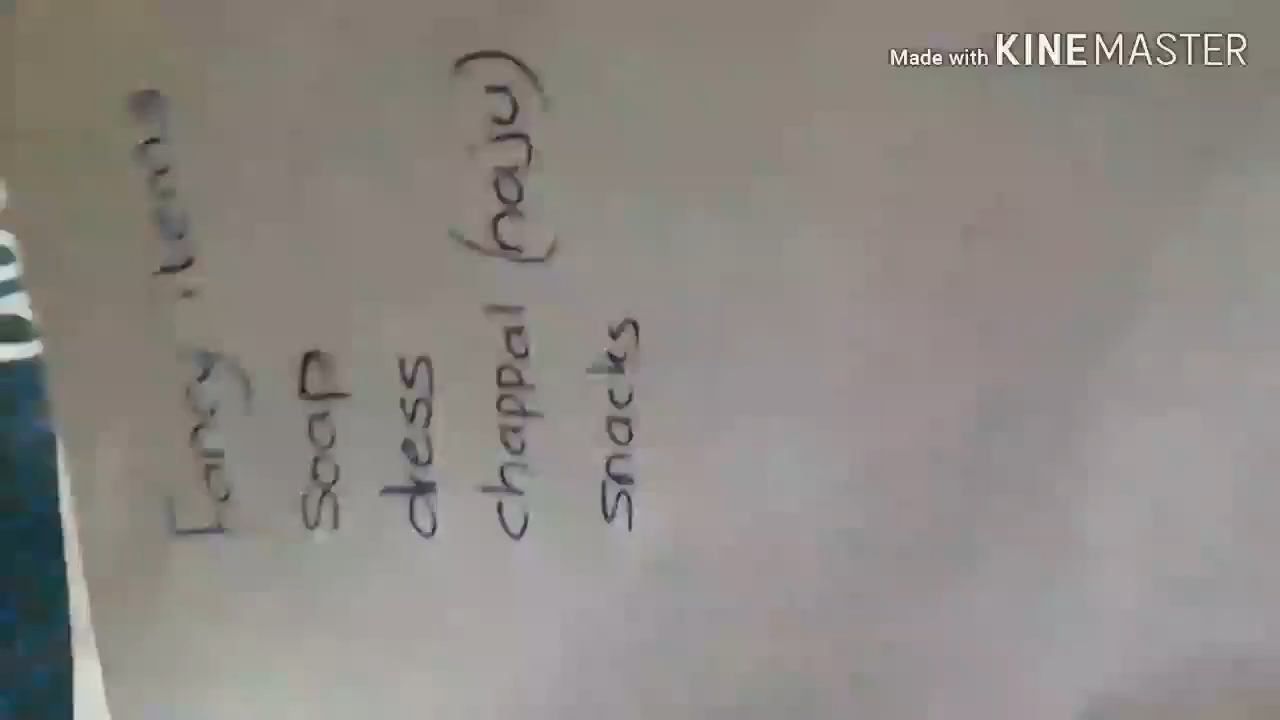 Made with KINEMASTER
Fancy items
soap
dress
chappal (naju)
snacks